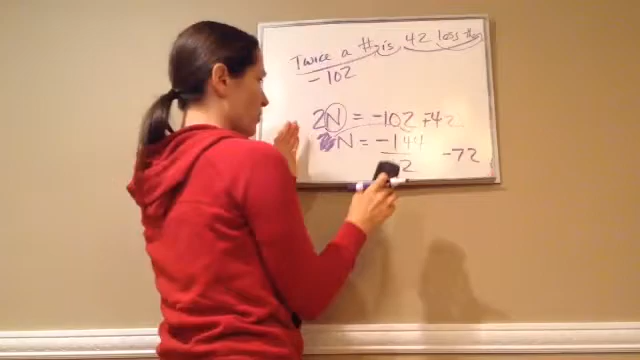 Twice a # is 42 less than
-102
2N = -102 + -42
2N = -144
2 -72